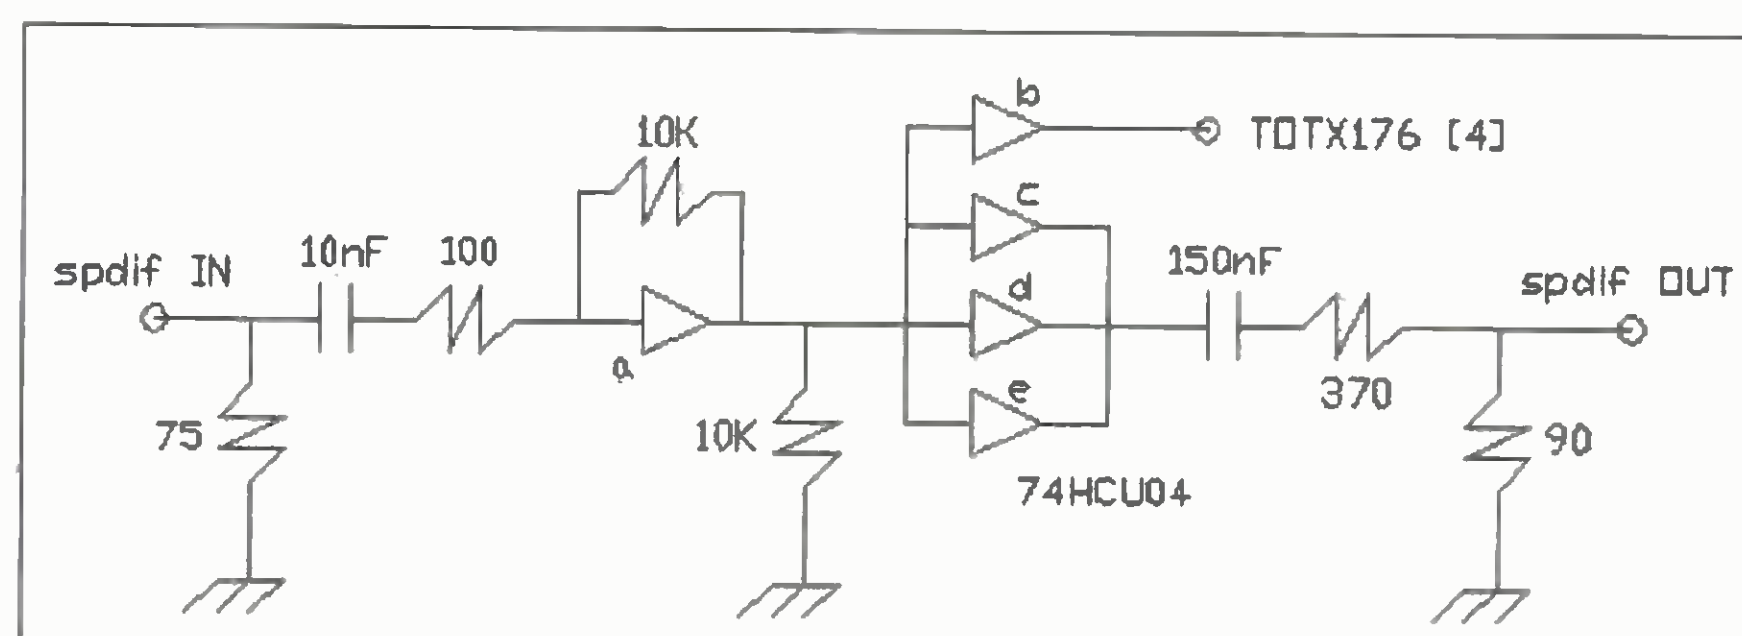 b
10K
TOTX176 [4]
c
10nF
100
150nF
spdif IN
d
spdif OUT
a
e
370
75
10K
90
74HCU04